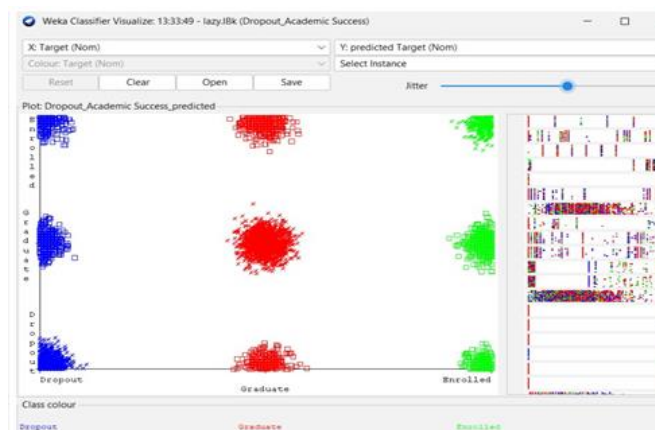 Weka Classifier Visualize: 13:33:49 - lazy.IBk (Dropout_Academic Success)
X: Target (Nom)
Y: predicted Target (Nom)
Colour: Target (Nom)
Select Instance
Reset
Clear
Open
Save
Jitter
Plot: Dropout_Academic Success_predicted
Enrolled
Graduate
Dropout
Dropout
Graduate
Enrolled
Class colour
Dropout
Graduate
Enrolled